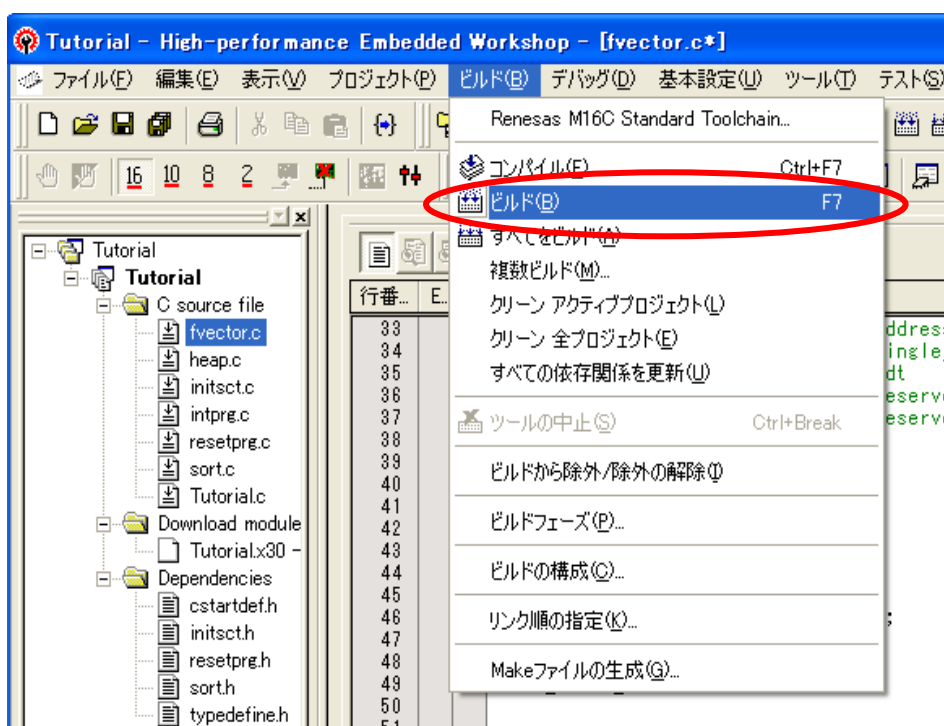 Tutorial - High-performance Embedded Workshop - [fvector.c*]
ファイル(F) 編集(E) 表示(V) プロジェクト(P) ビルド(B) デバッグ(D) 基本設定(U) ツール(T) テスト(S)
16 10 8 2
Tutorial
Tutorial
C source file
fvector.c
heap.c
initsct.c
intprg.c
resetprg.c
sort.c
Tutorial.c
Download module
Tutorial.x30 -
Dependencies
cstartdef.h
initsct.h
resetprg.h
sort.h
typedefine.h
行番... E..
33
34
35
36
37
38
39
40
41
42
43
44
45
46
47
48
49
50
51
Renesas M16C Standard Toolchain...
コンパイル(F) Ctrl+F7
ビルド(B) F7
すべてをビルド(A)
複数ビルド(M)...
クリーン アクティブプロジェクト(L)
クリーン 全プロジェクト(E)
すべての依存関係を更新(U)
ツールの中止(S) Ctrl+Break
ビルドから除外/除外の解除(I)
ビルドフェーズ(P)...
ビルドの構成(C)...
リンク順の指定(K)...
Makeファイルの生成(G)...
ddress
ingle_
dt
eserve
eserve
;